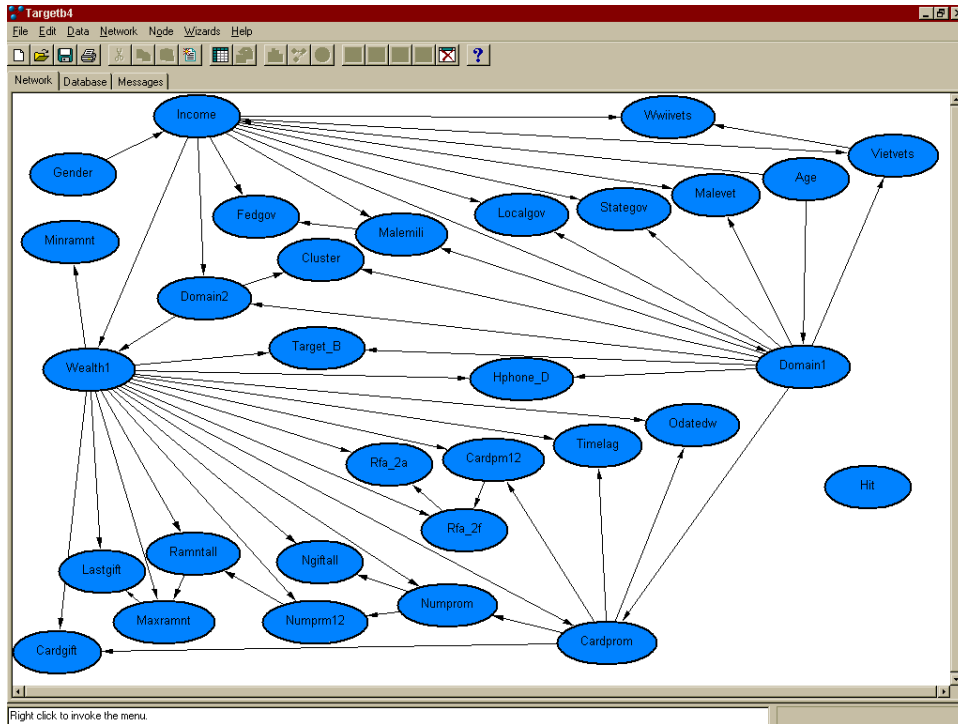 Targetb4
File Edit Data Network Node Wizards Help
Network Database Messages
Income
Wwiivets
Vietvets
Gender
Age
Malevet
Stategov
Localgov
Fedgov
Malemili
Minramnt
Cluster
Domain2
Target_B
Wealth1
Domain1
Hphone_D
Odatedw
Timelag
Cardpm12
Rfa_2a
Hit
Rfa_2f
Ramntall
Ngiftall
Lastgift
Numprom
Maxramnt
Numprm12
Cardprom
Cardgift
Right click to invoke the menu.